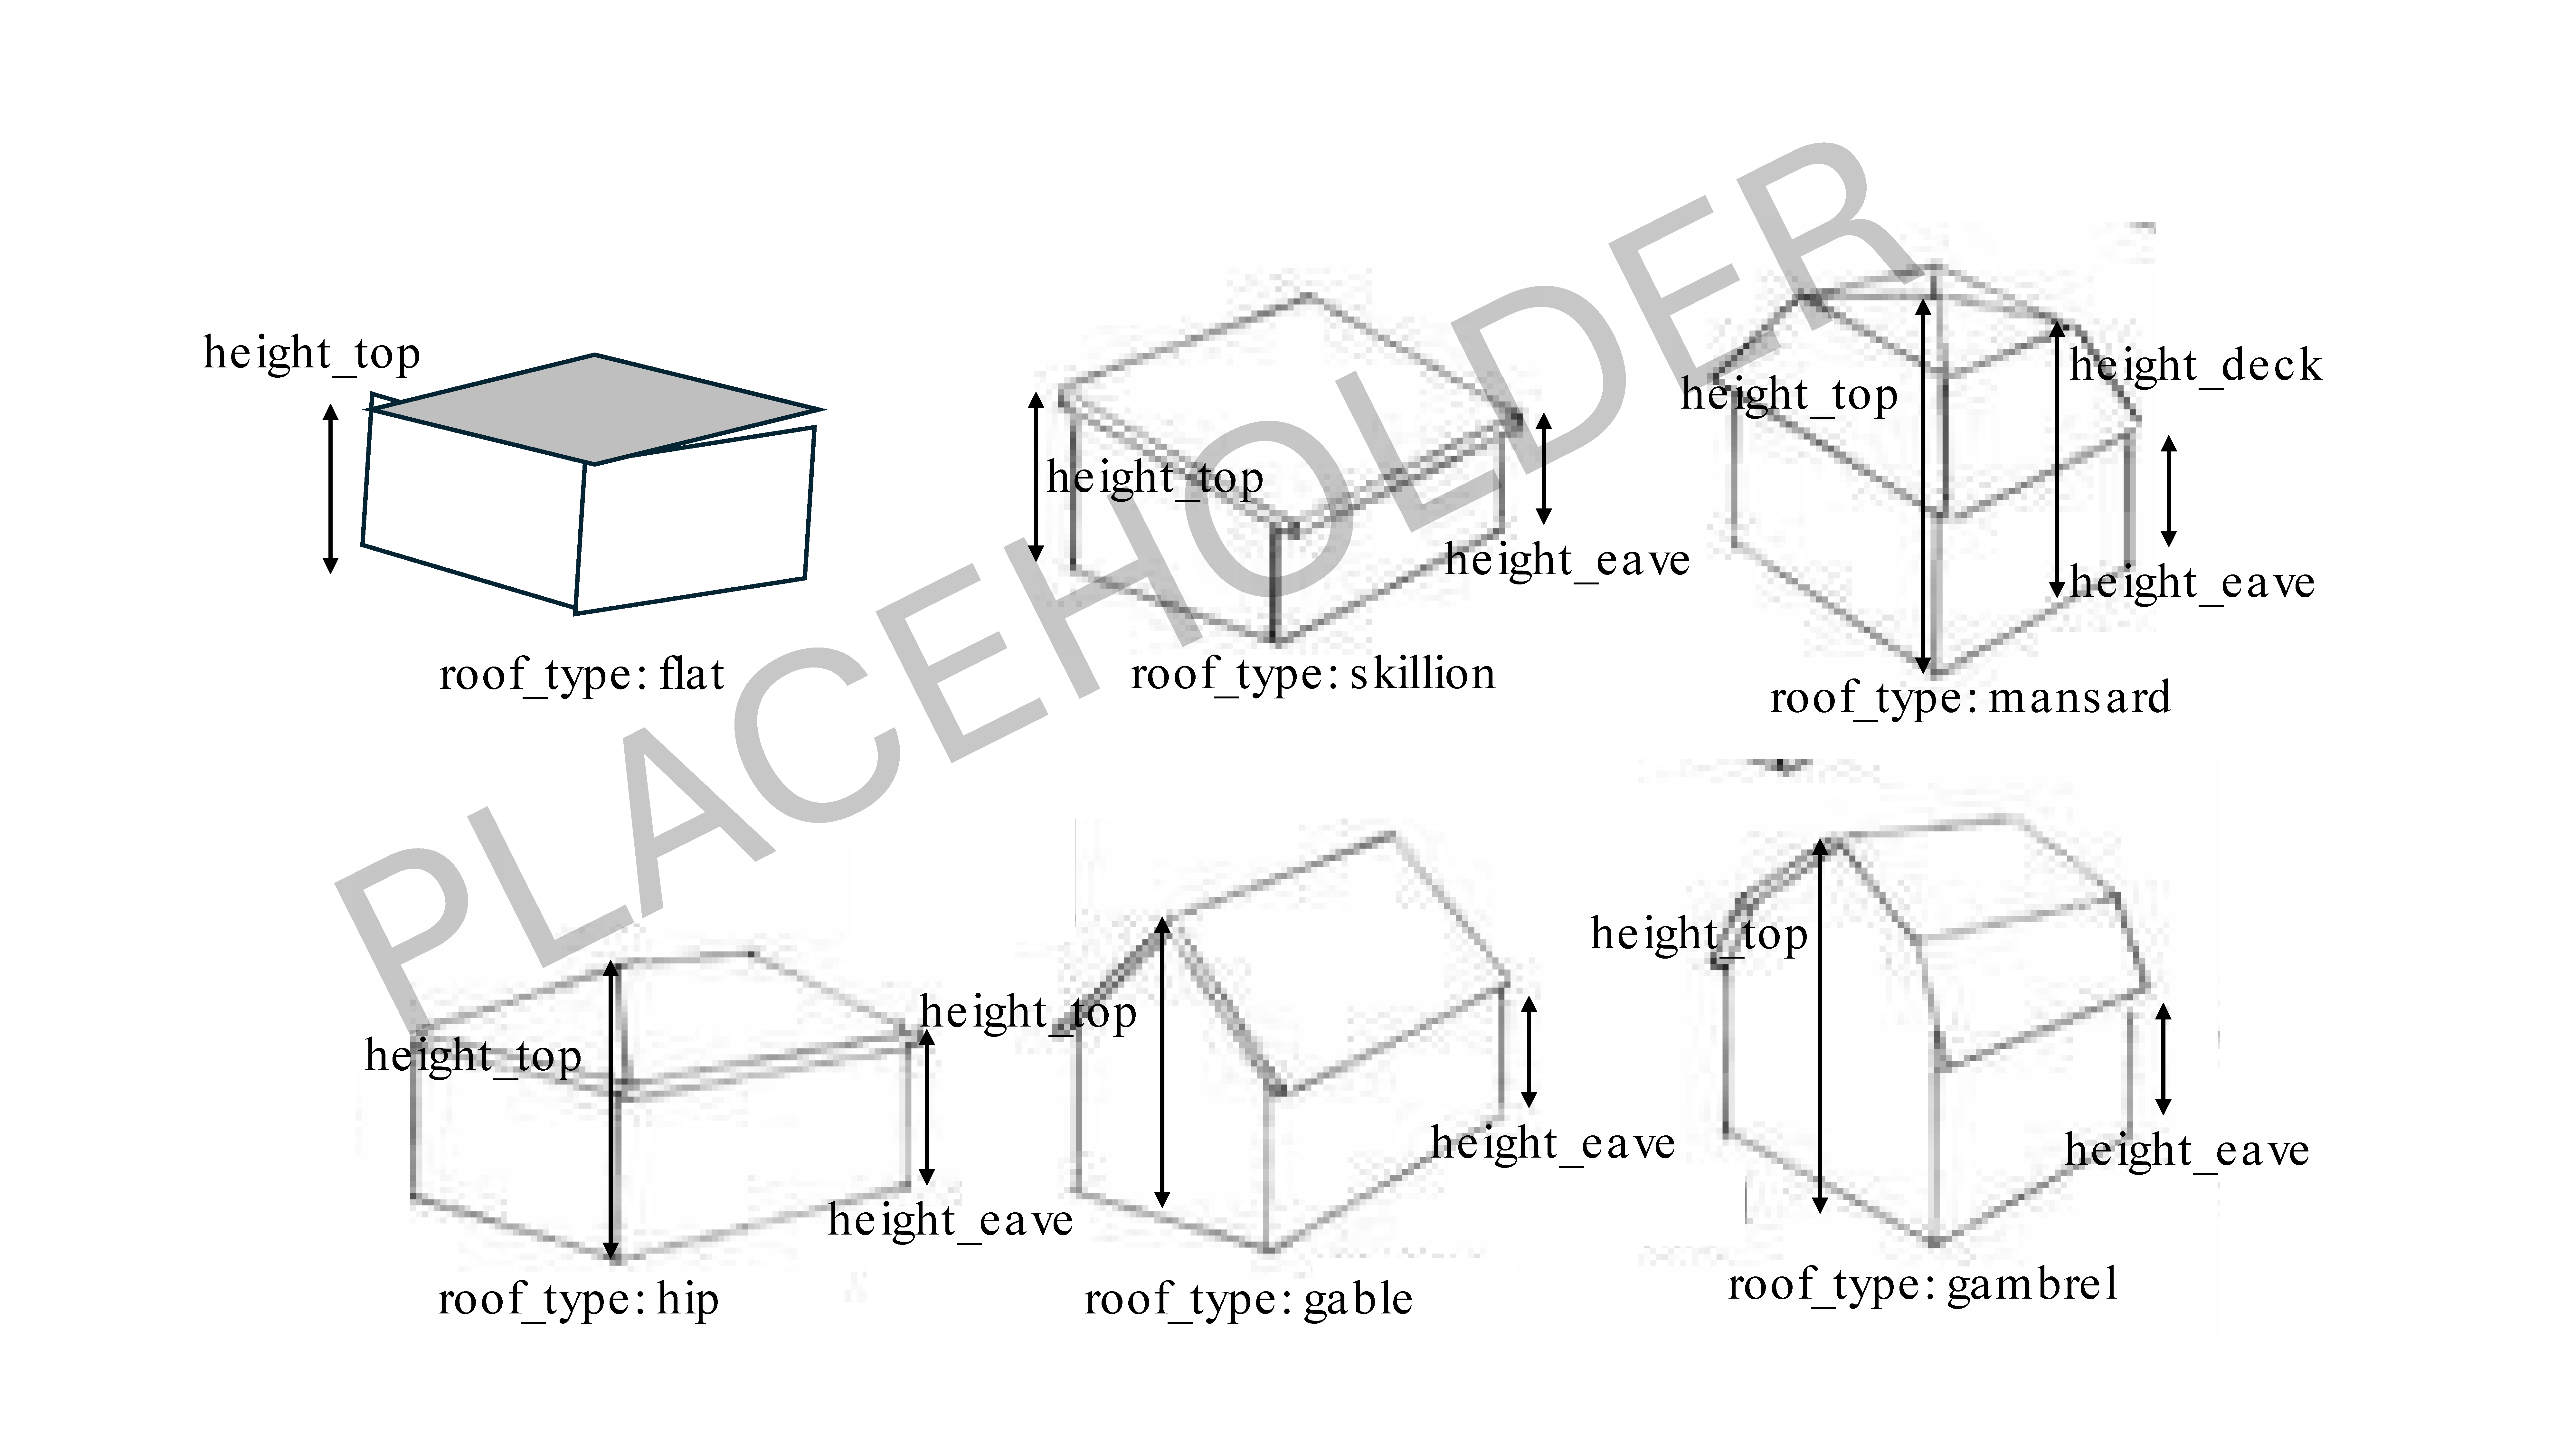 PLACEHOLDER
height_top
roof_type: flat
height_top
height_eave
roof_type: skillion
height_top
height_deck
height_eave
roof_type: mansard
height_top
height_eave
roof_type: hip
height_top
height_eave
roof_type: gable
height_top
height_eave
roof_type: gambrel